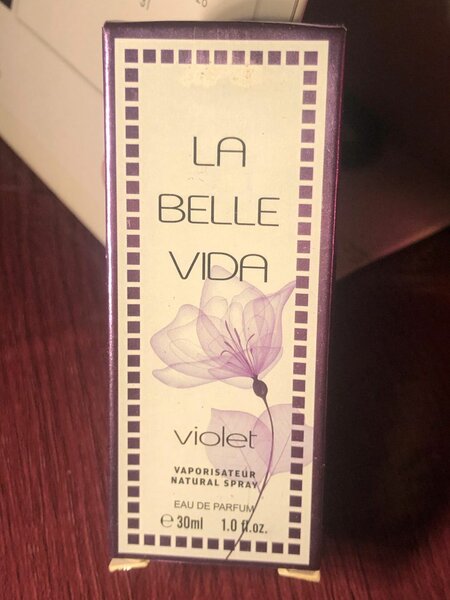 LA
BELLE
VIDA
violet
VAPORISATEUR
NATURAL SPRAY
EAU DE PARFUM
℮ 30ml 1.0 fl.oz.